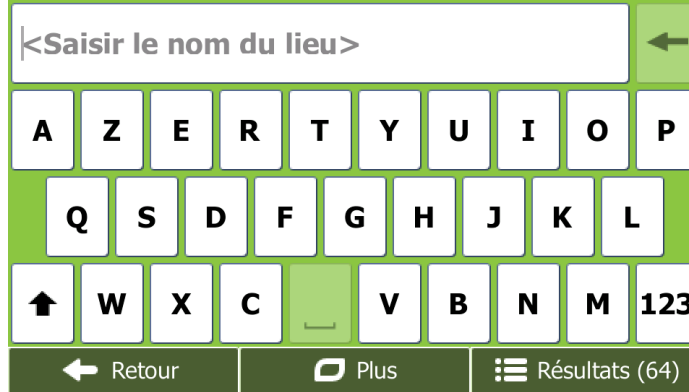 <Saisir le nom du lieu>
A Z E R T Y U I O P
Q S D F G H J K L
W X C V B N M 123
Retour Plus Résultats (64)